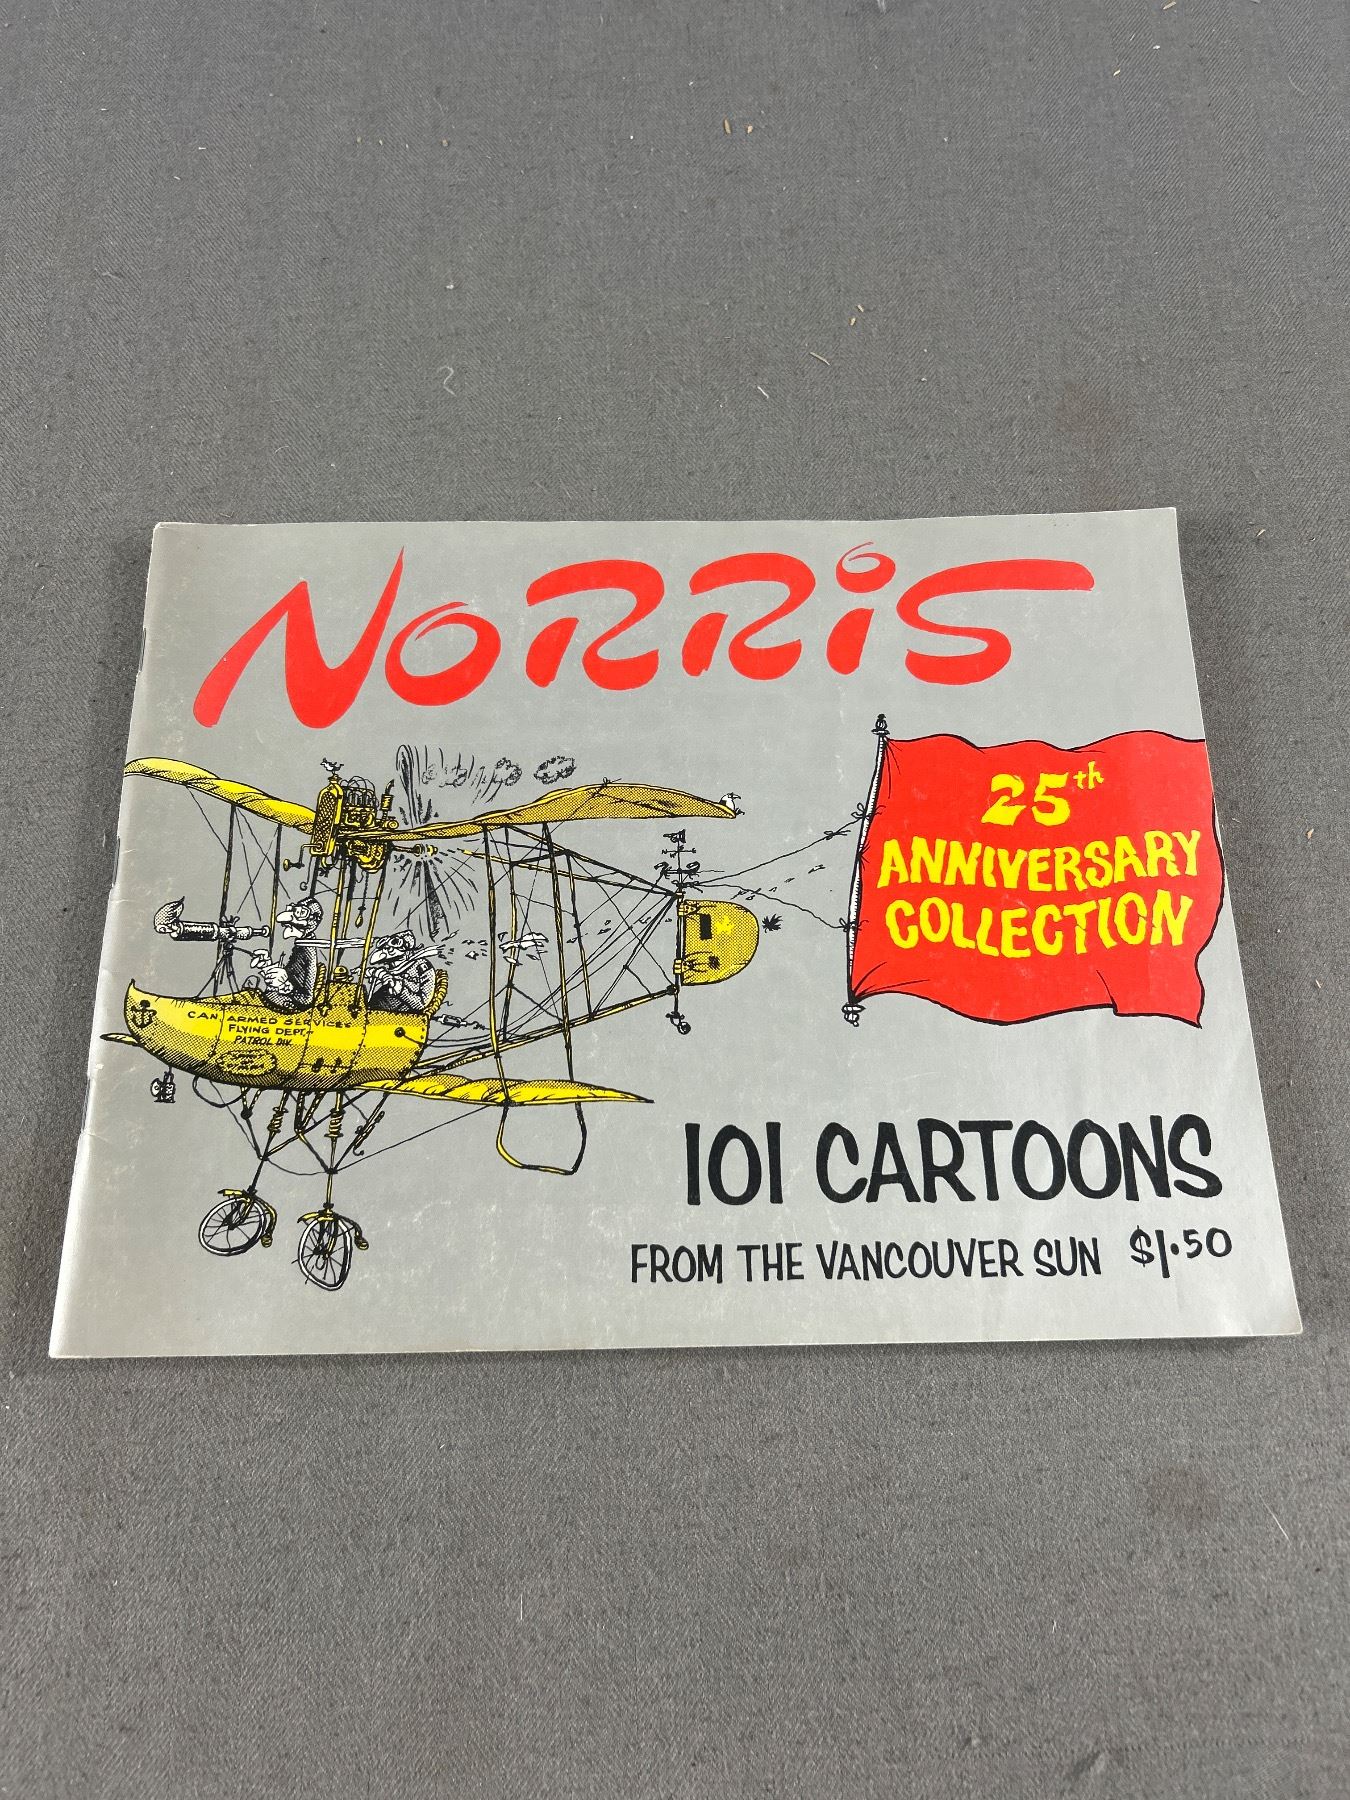 NORRiS
25th
ANNIVERSARY
COLLECTION
CAN. ARMED SERVICES
FLYING DEPT.
PATROL DIV.
101 CARTOONS
FROM THE VANCOUVER SUN $1.50